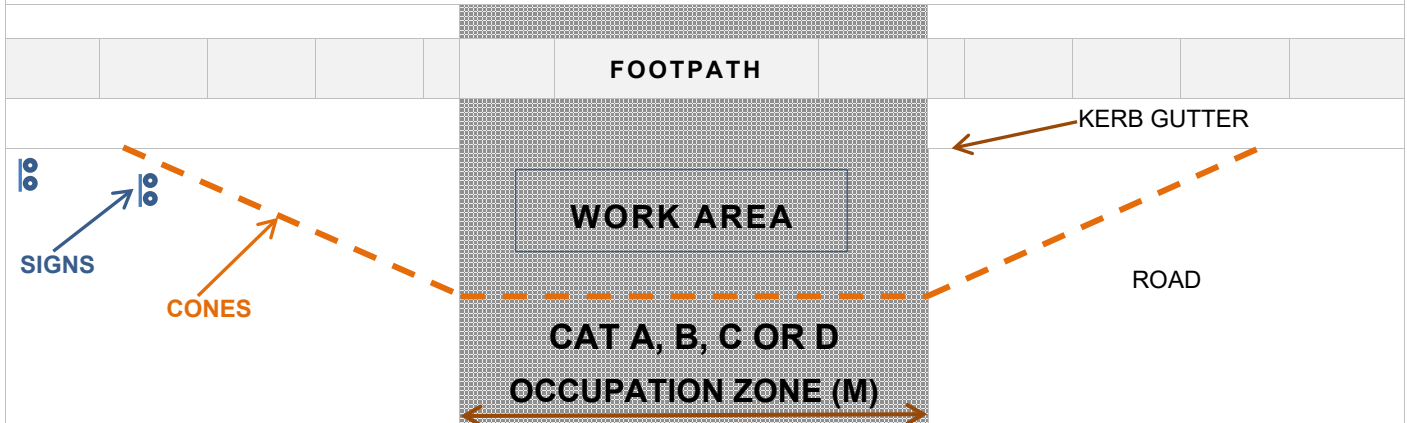 FOOTPATH
KERB GUTTER
WORK AREA
SIGNS
ROAD
CONES
CAT A, B, C OR D
OCCUPATION ZONE (M)